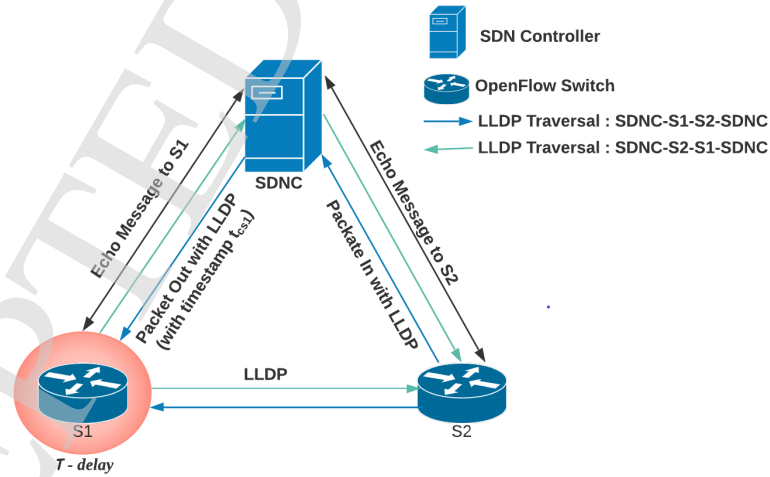 SDN Controller
OpenFlow Switch
LLDP Traversal : SDNC-S1-S2-SDNC
LLDP Traversal : SDNC-S2-S1-SDNC
SDNC
Echo Message to S1
Packet Out with LLDP
(with timestamp tcs1)
Packate In with LLDP
Echo Message to S2
LLDP
S1
S2
T - delay
PTED